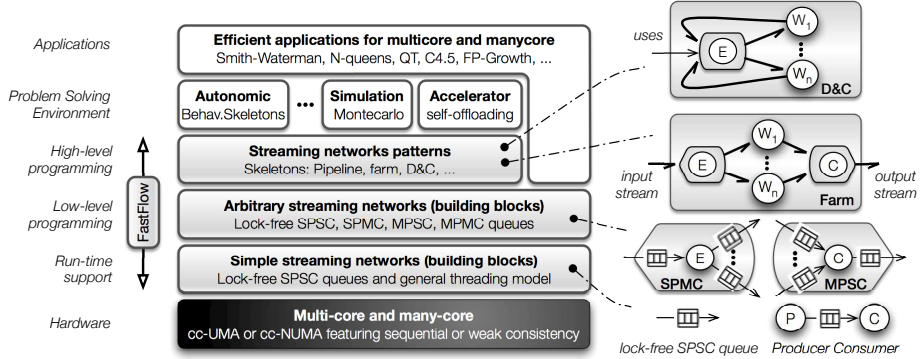 Applications
Efficient applications for multicore and manycore
Smith-Waterman, N-queens, QT, C4.5, FP-Growth, ...
Problem Solving
Environment
Autonomic
Behav.Skeletons
...
Simulation
Montecarlo
Accelerator
self-offloading
High-level
programming
Streaming networks patterns
Skeletons: Pipeline, farm, D&C, ...
FastFlow
Low-level
programming
Arbitrary streaming networks (building blocks)
Lock-free SPSC, SPMC, MPSC, MPMC queues
Run-time
support
Simple streaming networks (building blocks)
Lock-free SPSC queues and general threading model
Hardware
Multi-core and many-core
cc-UMA or cc-NUMA featuring sequential or weak consistency
uses
E
W1
Wn
D&C
input
stream
E
W1
Wn
C
output
stream
Farm
E
SPMC
C
MPSC
P
C
lock-free SPSC queue
Producer Consumer